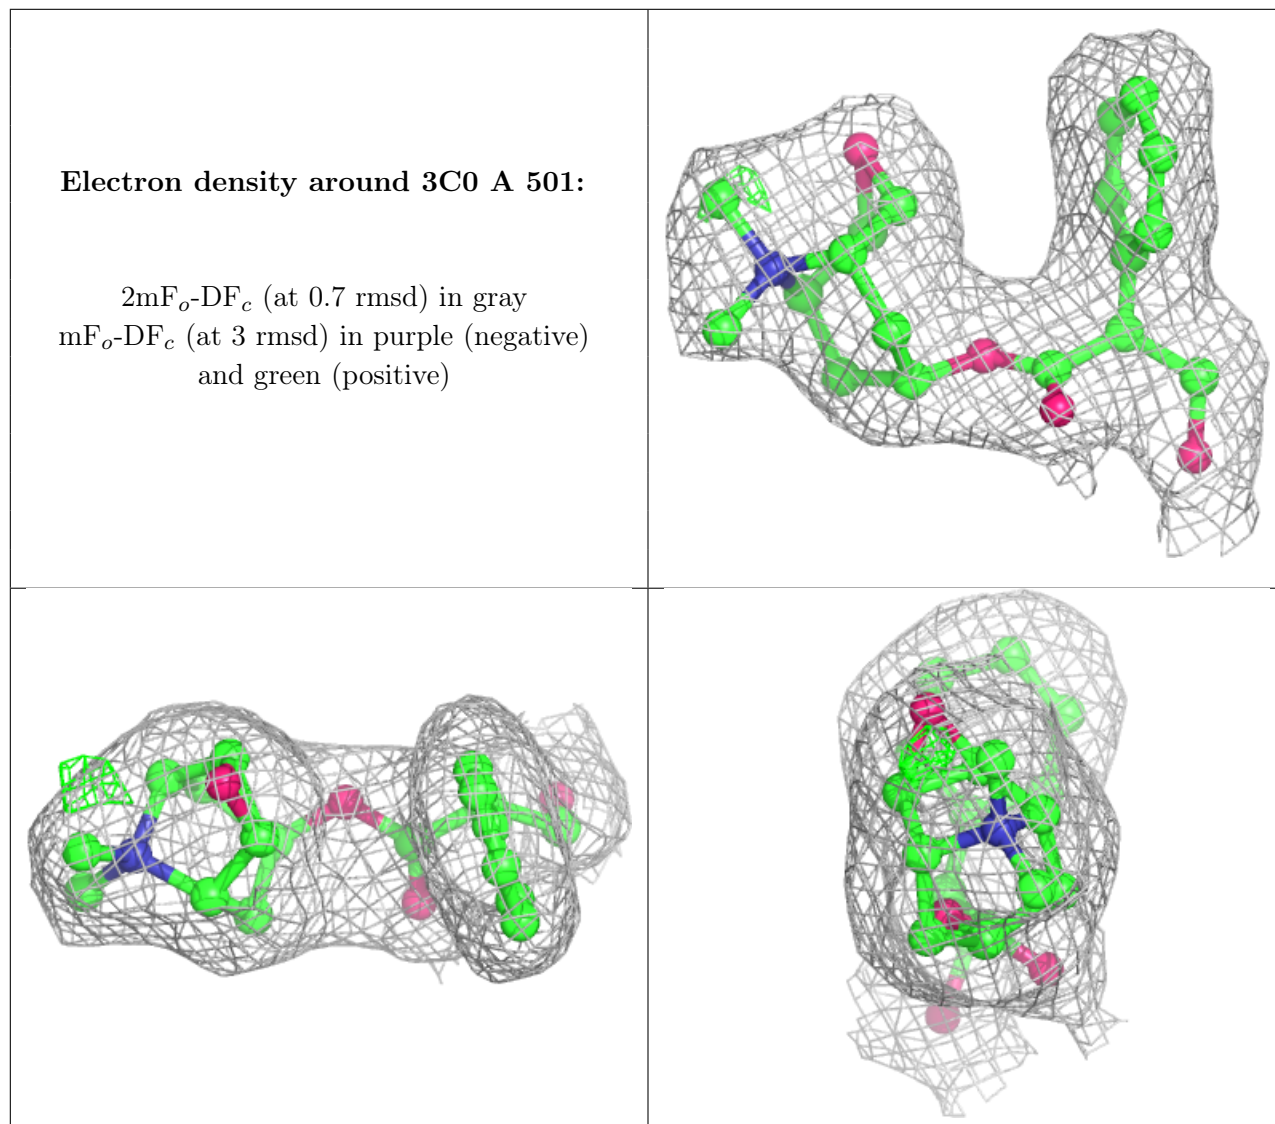 Electron density around 3C0 A 501:
2mFo-DFc (at 0.7 rmsd) in gray
mFo-DFc (at 3 rmsd) in purple (negative)
and green (positive)